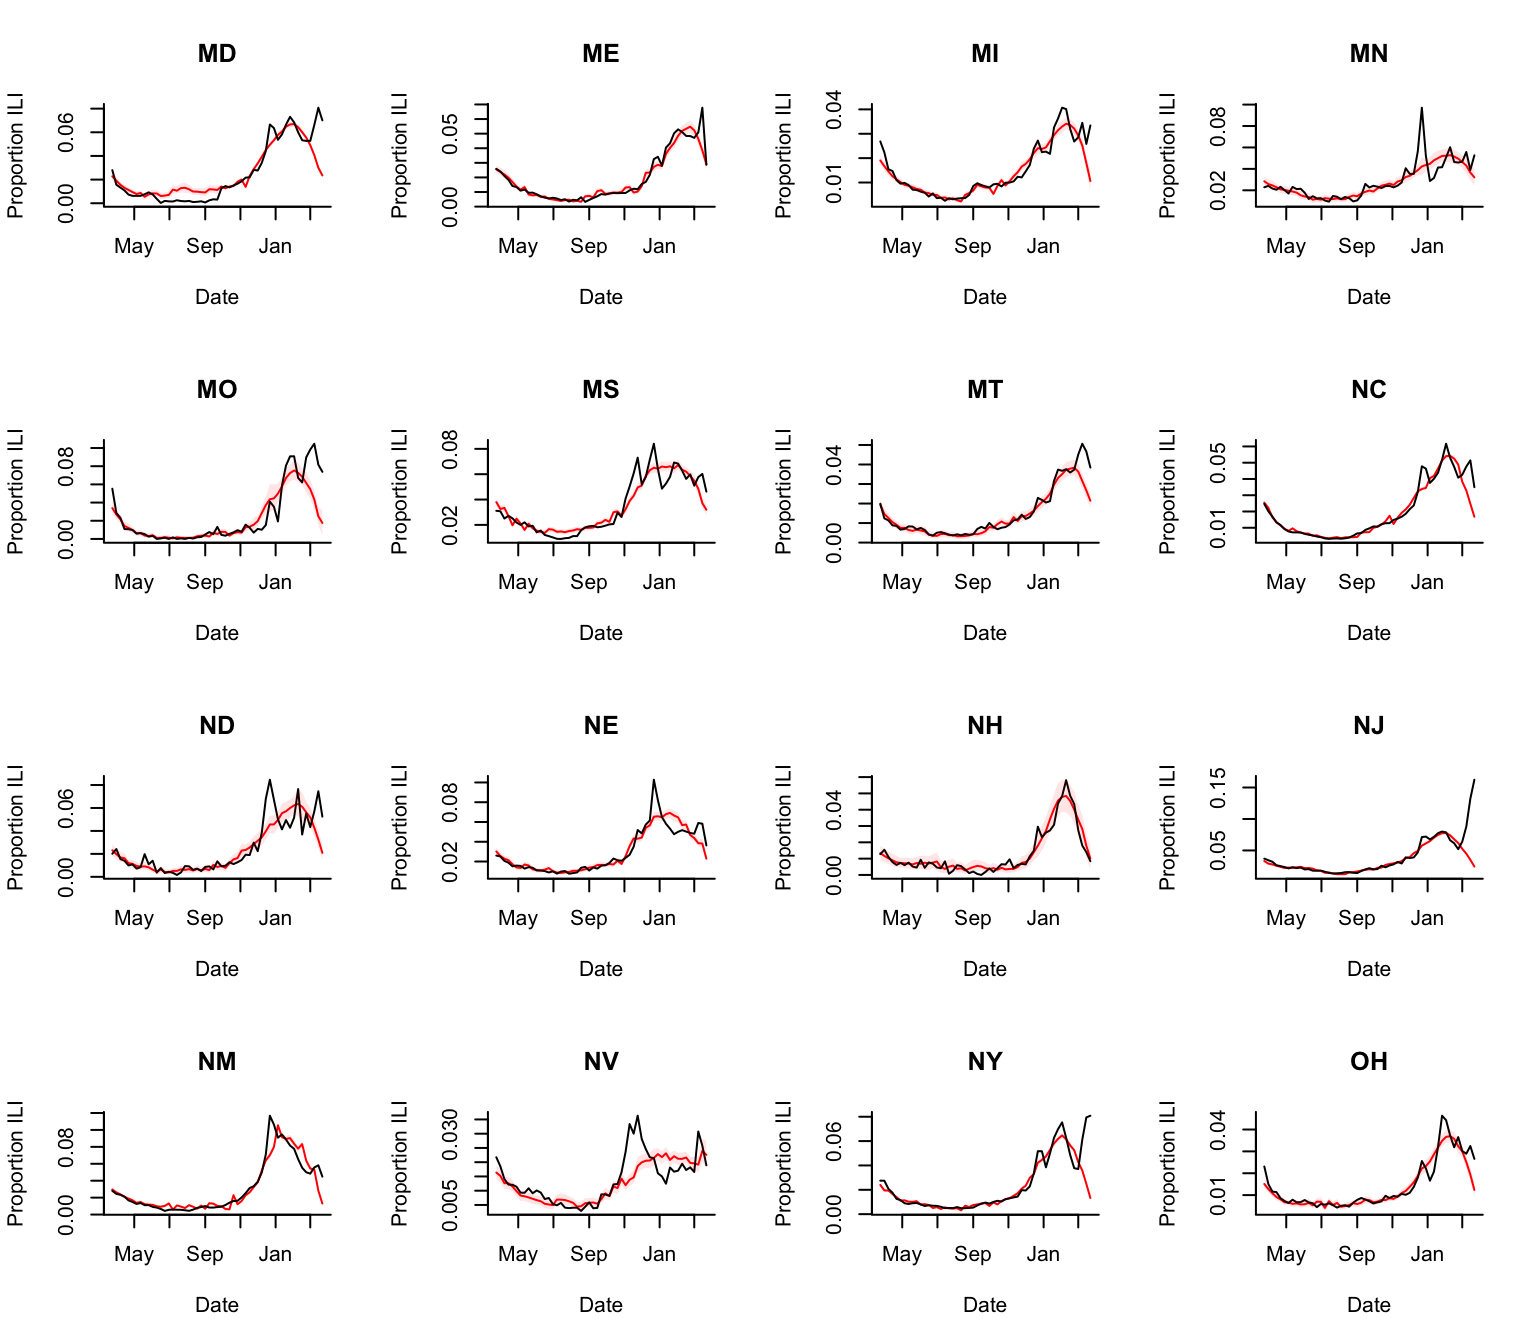 MD
ME
MI
MN
Proportion ILI
0.00
0.06
May Sep Jan
Date
Proportion ILI
0.00
0.05
May Sep Jan
Date
Proportion ILI
0.01
0.04
May Sep Jan
Date
Proportion ILI
0.02
0.08
May Sep Jan
Date
MO
MS
MT
NC
Proportion ILI
0.00
0.08
May Sep Jan
Date
Proportion ILI
0.02
0.08
May Sep Jan
Date
Proportion ILI
0.00
0.04
May Sep Jan
Date
Proportion ILI
0.01
0.05
May Sep Jan
Date
ND
NE
NH
NJ
Proportion ILI
0.00
0.06
May Sep Jan
Date
Proportion ILI
0.02
0.08
May Sep Jan
Date
Proportion ILI
0.00
0.04
May Sep Jan
Date
Proportion ILI
0.05
0.15
May Sep Jan
Date
NM
NV
NY
OH
Proportion ILI
0.00
0.08
May Sep Jan
Date
Proportion ILI
0.005
0.030
May Sep Jan
Date
Proportion ILI
0.00
0.06
May Sep Jan
Date
Proportion ILI
0.01
0.04
May Sep Jan
Date